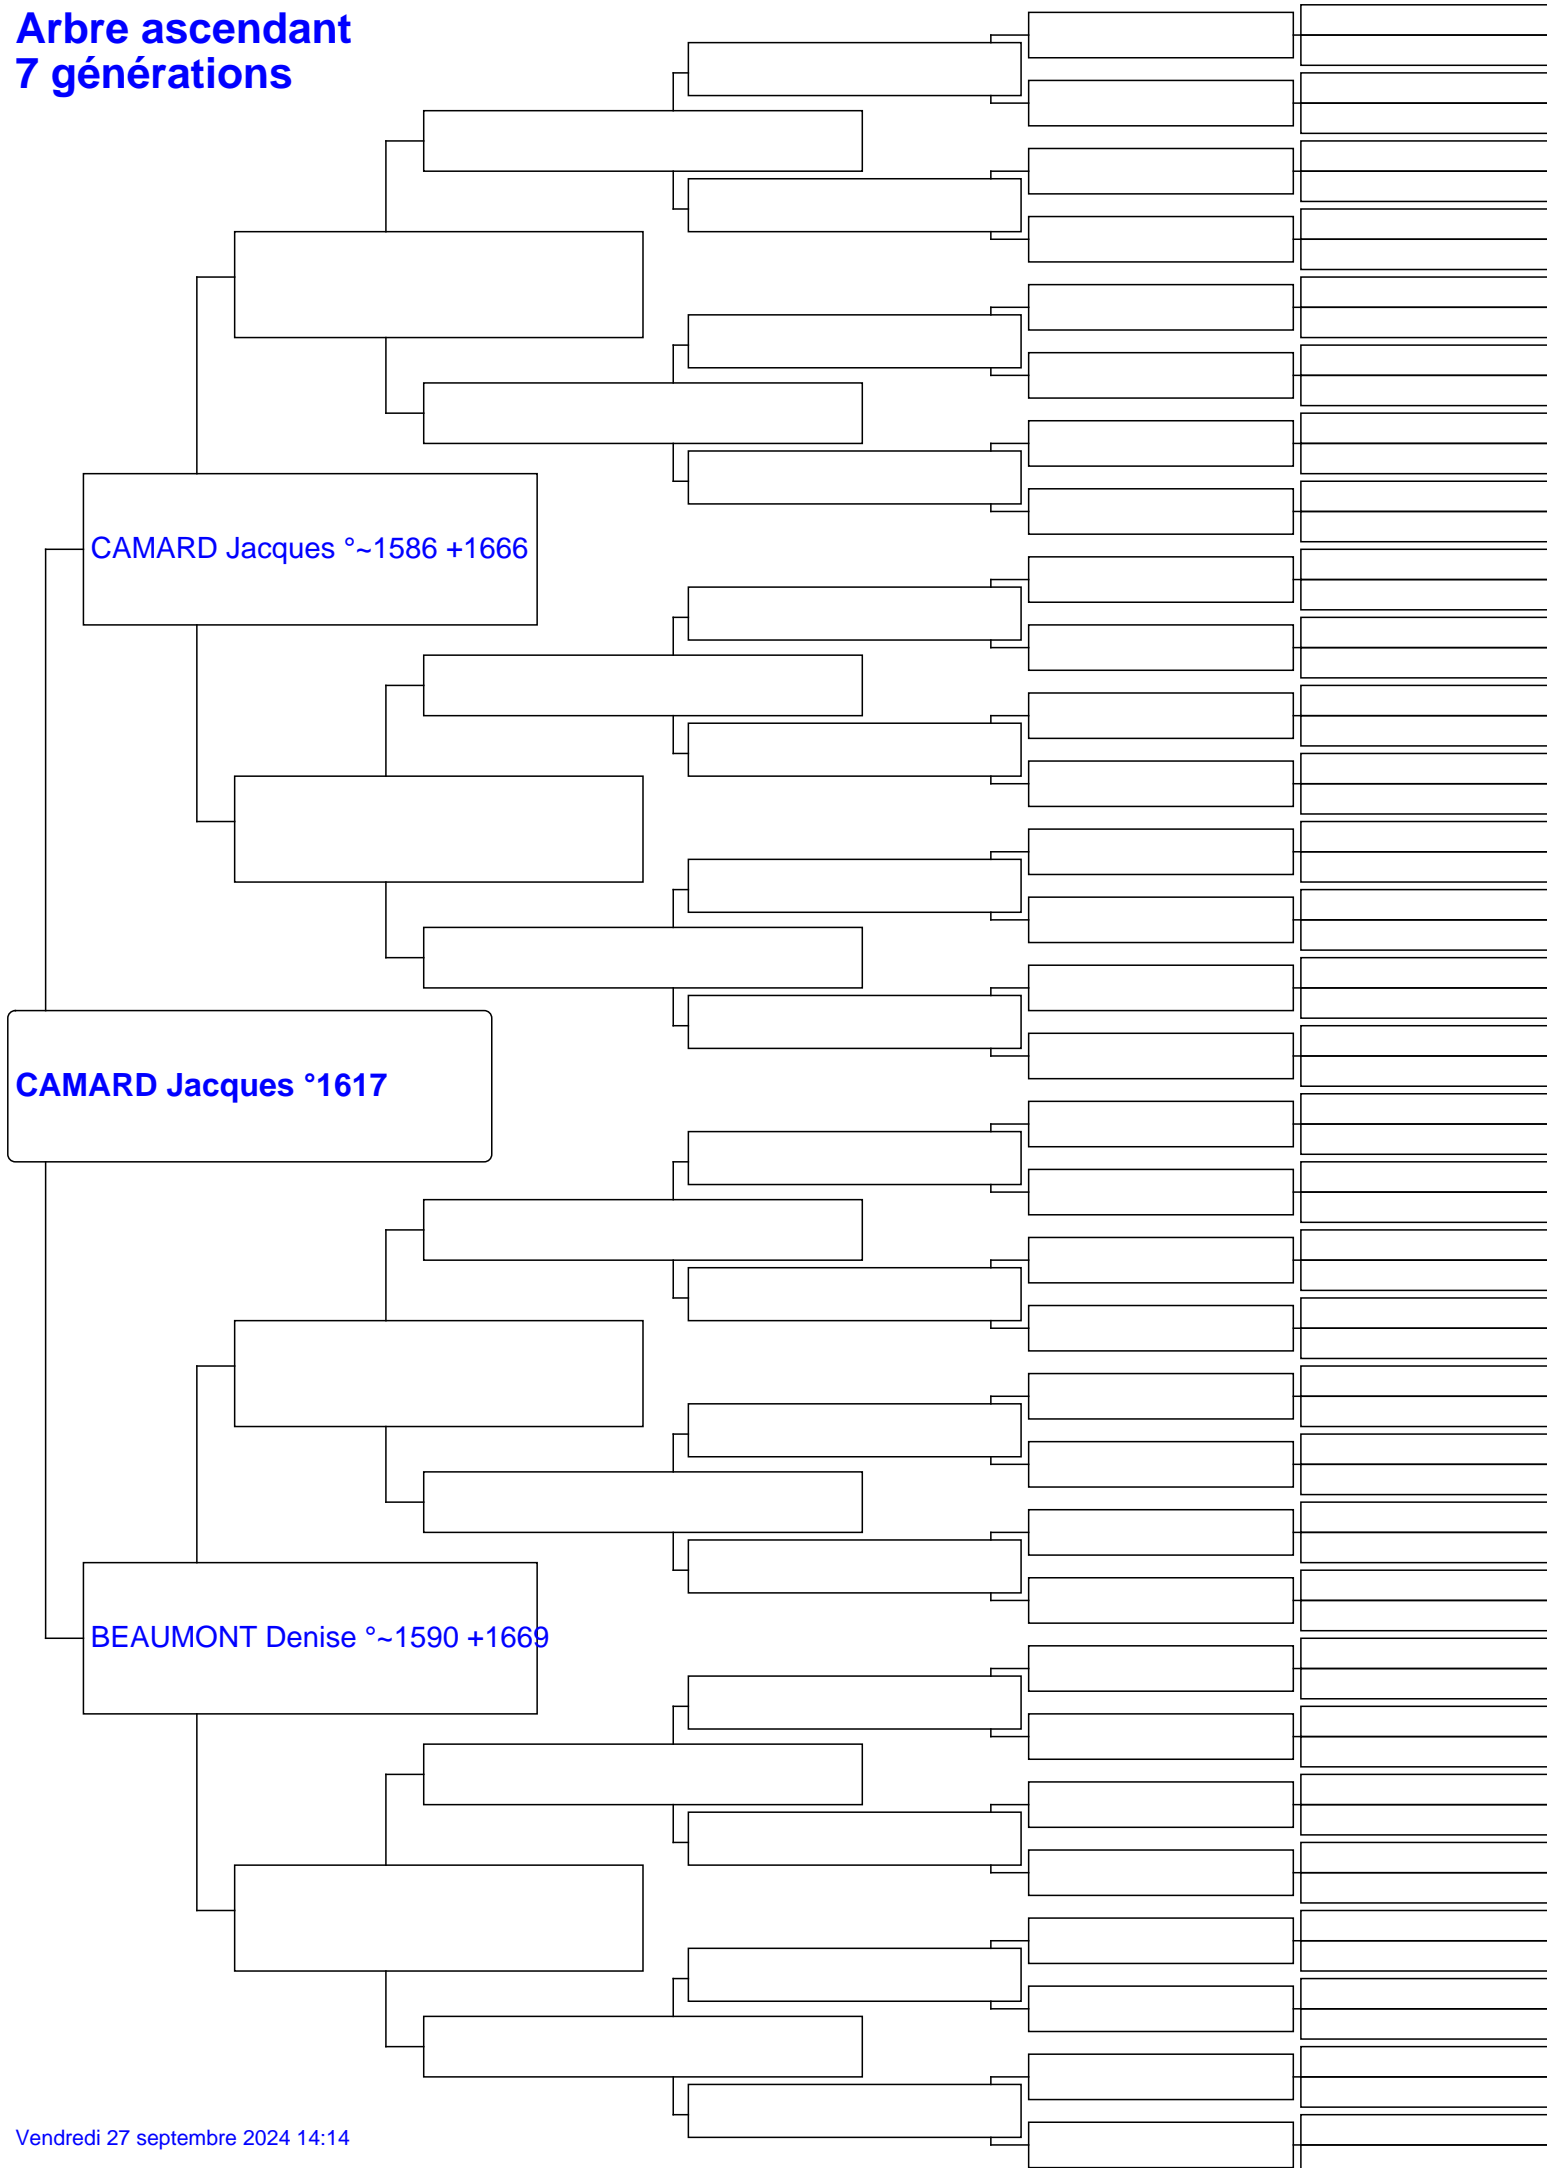 Arbre ascendant
7 générations
CAMARD Jacques °~1586 +1666
CAMARD Jacques °1617
BEAUMONT Denise °~1590 +1669
Vendredi 27 septembre 2024 14:14